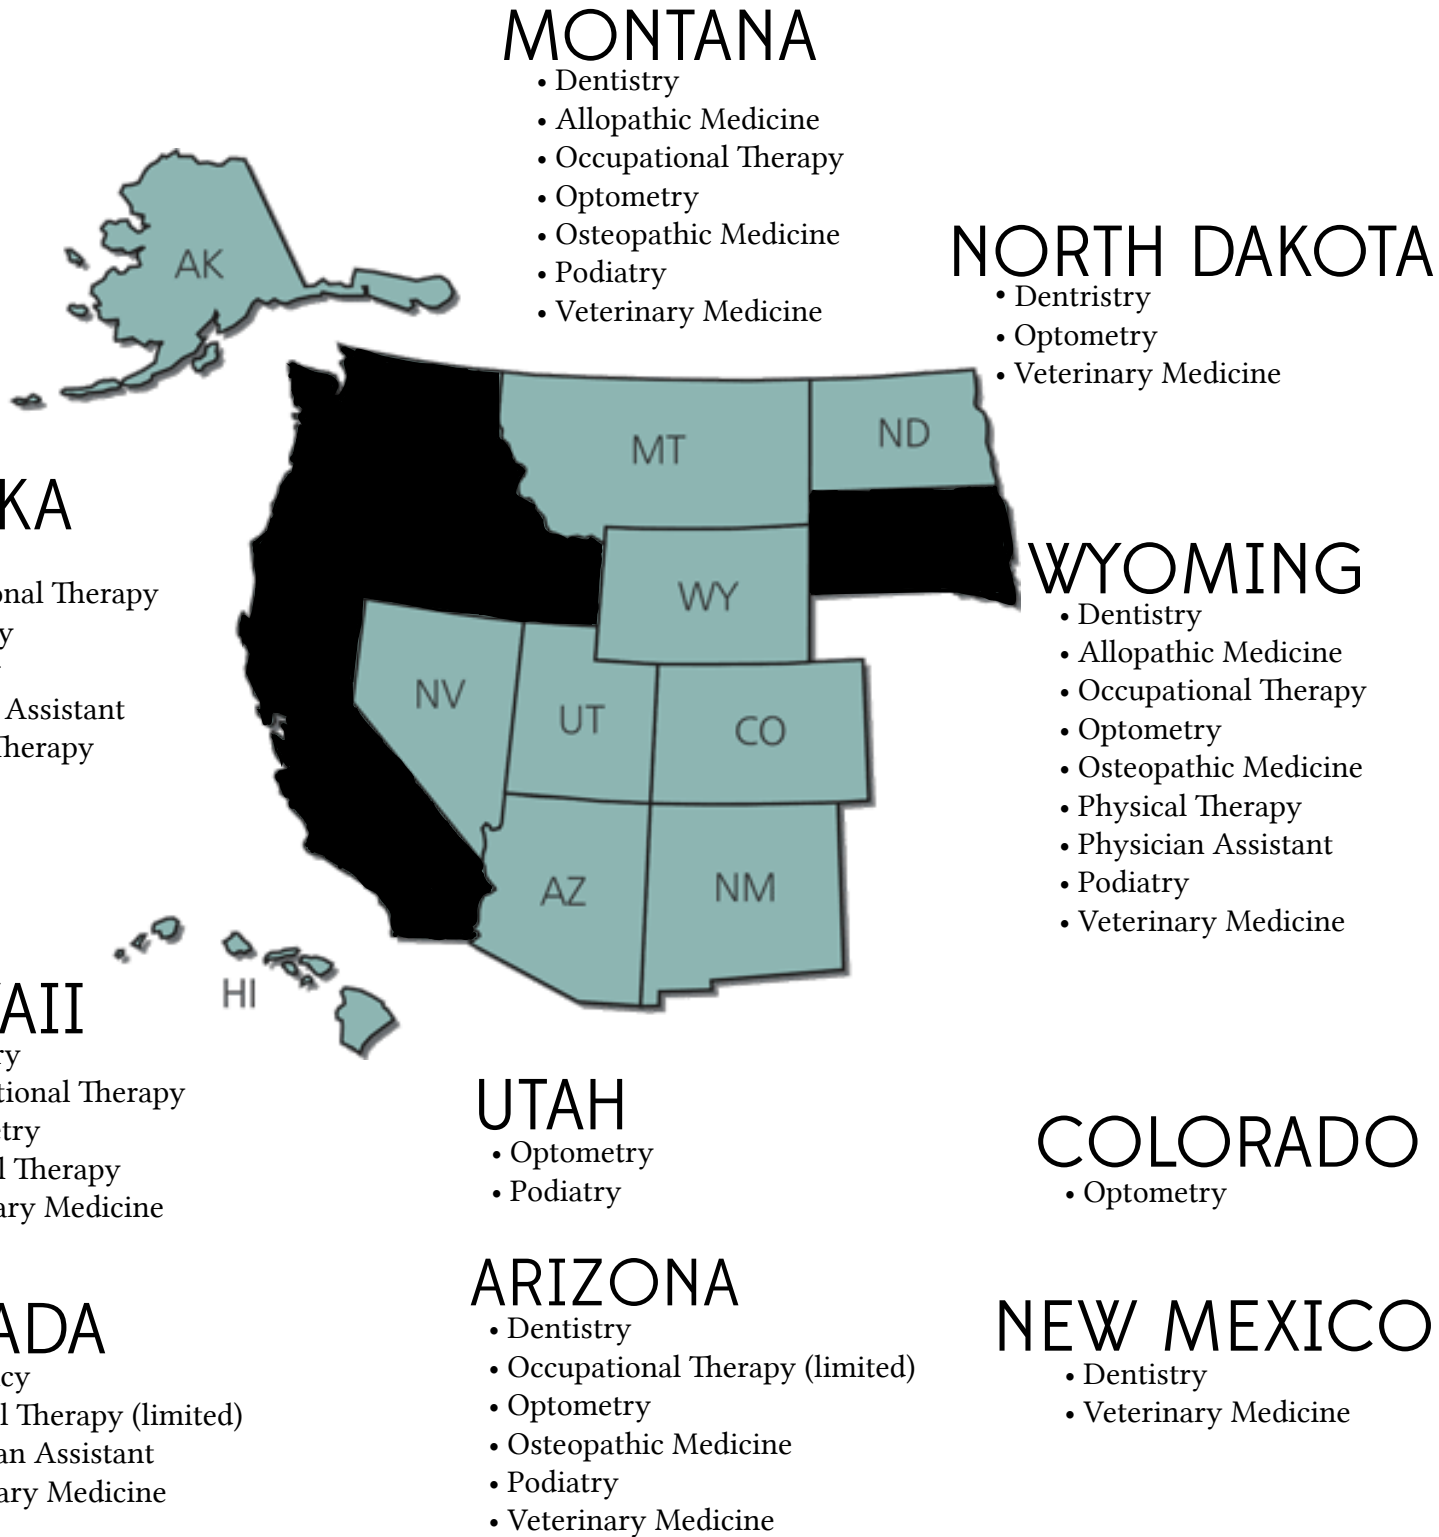 MONTANA
• Dentistry
• Allopathic Medicine
• Occupational Therapy
• Optometry
• Osteopathic Medicine
• Podiatry
• Veterinary Medicine
NORTH DAKOTA
• Dentristry
• Optometry
• Veterinary Medicine
AK
MT
ND
WY
NV
UT
CO
AZ
NM
HI
KA
onal Therapy
y
Assistant
Therapy
WYOMING
• Dentistry
• Allopathic Medicine
• Occupational Therapy
• Optometry
• Osteopathic Medicine
• Physical Therapy
• Physician Assistant
• Podiatry
• Veterinary Medicine
AII
ry
tional Therapy
try
l Therapy
ary Medicine
UTAH
• Optometry
• Podiatry
COLORADO
• Optometry
ADA
cy
l Therapy (limited)
an Assistant
ary Medicine
ARIZONA
• Dentistry
• Occupational Therapy (limited)
• Optometry
• Osteopathic Medicine
• Podiatry
• Veterinary Medicine
NEW MEXICO
• Dentistry
• Veterinary Medicine